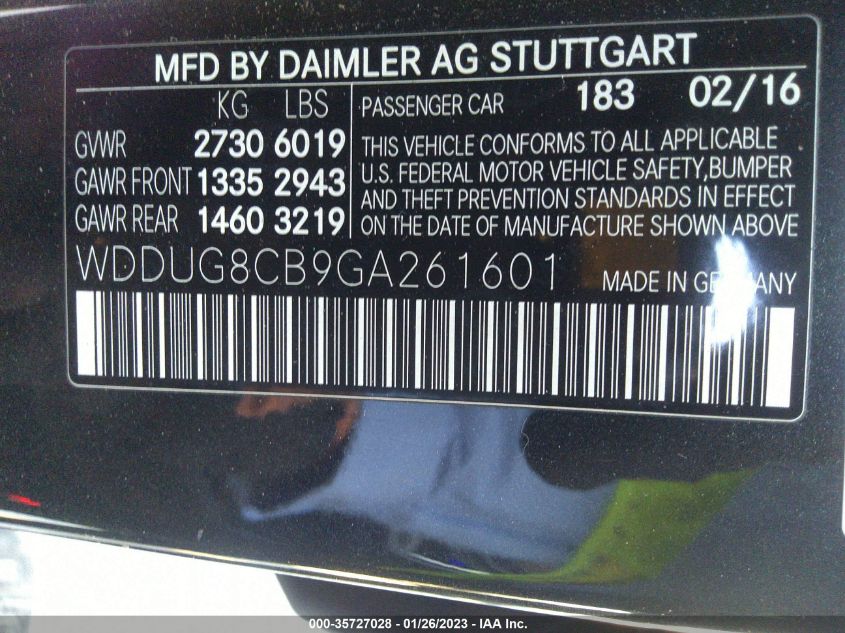 MFD BY DAIMLER AG STUTTGART
KG LBS
GVWR 2730 6019
GAWR FRONT 1335 2943
GAWR REAR 1460 3219
PASSENGER CAR 183 02/16
THIS VEHICLE CONFORMS TO ALL APPLICABLE
U.S. FEDERAL MOTOR VEHICLE SAFETY,BUMPER
AND THEFT PREVENTION STANDARDS IN EFFECT
ON THE DATE OF MANUFACTURE SHOWN ABOVE
WDDUG8CB9GA261601 MADE IN GERMANY
000-35727028 - 01/26/2023 - IAA Inc.